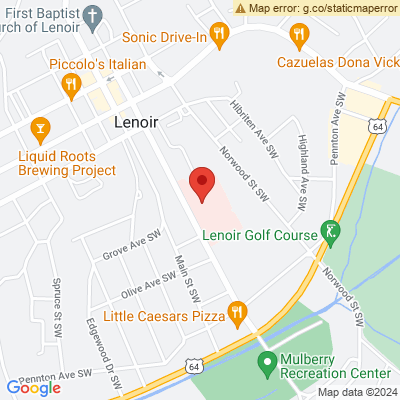 Map error: g.co/staticmaperror
First Baptist
urch of Lenoir
Sonic Drive-In
Piccolo's Italian
Cazuelas Dona Vick
Lenoir
Hibriten Ave SW
Norwood St SW
Highland Ave SW
Pennton Ave SW
64
Liquid Roots
Brewing Project
Lenoir Golf Course
Grove Ave SW
Olive Ave SW
Main St SW
Spruce St SW
Edgewood Dr SW
Norwood St SW
Little Caesars Pizza
64
Pennton Ave SW
Mulberry
Recreation Center
Google
Map data ©2024